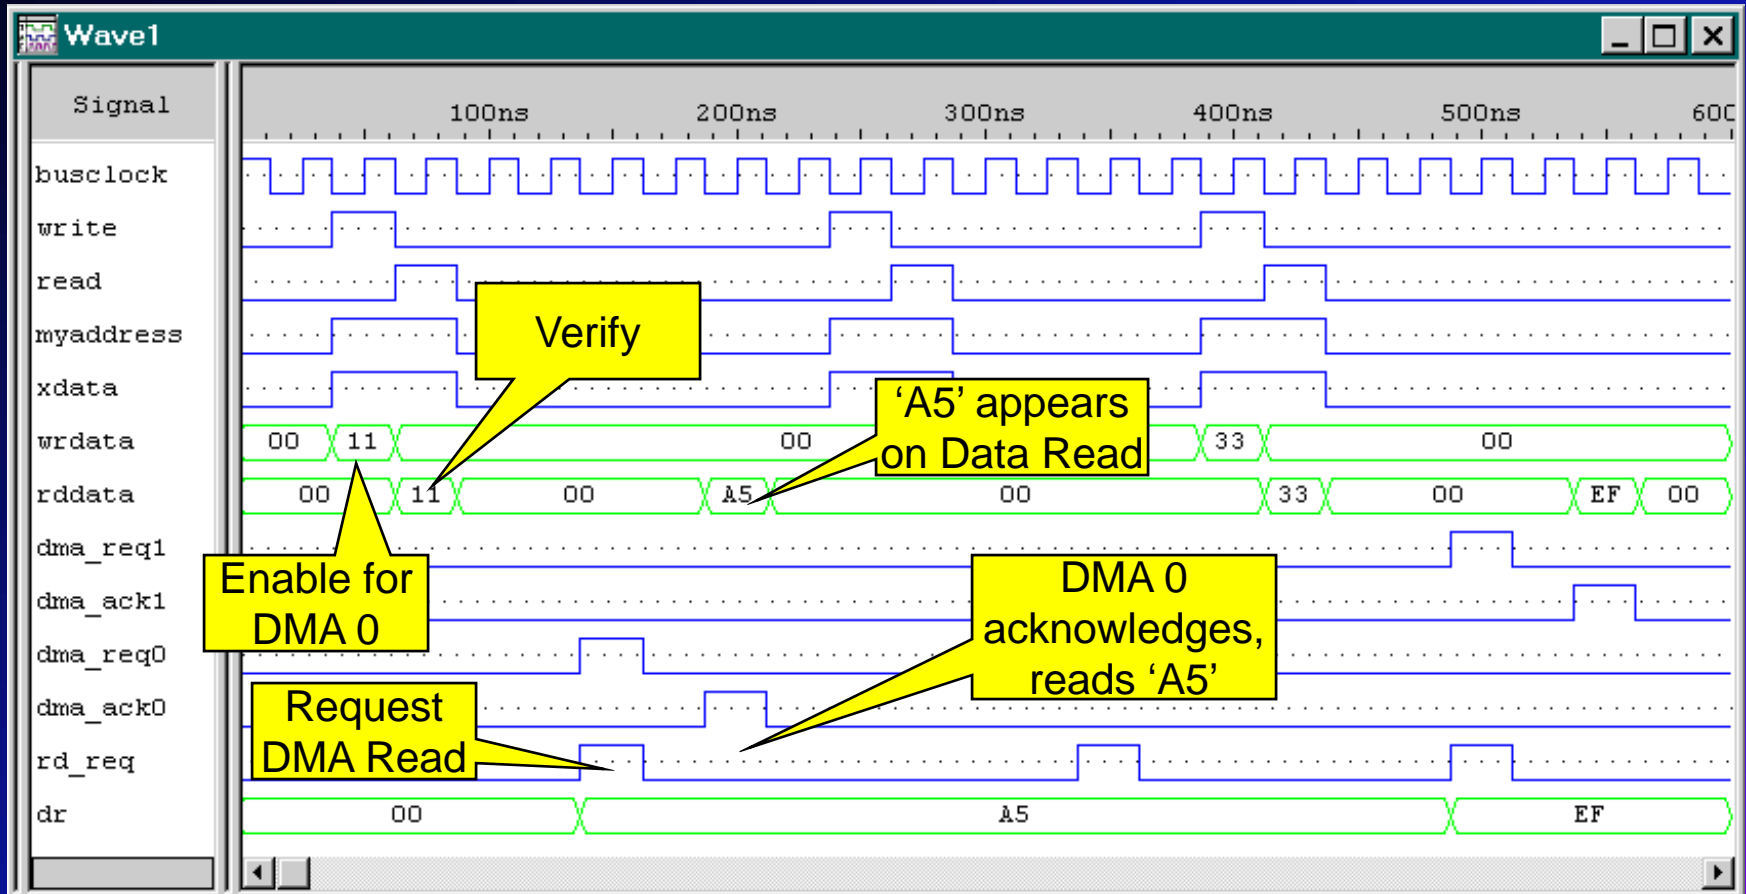 Wave1
Signal
100ns 200ns 300ns 400ns 500ns 600
busclock
write
read
myaddress
xdata
wrdata 00 11 00 33 00
rddata 00 11 00 A5 00 33 00 EF 00
dma_req1
dma_ack1
dma_req0
dma_ack0
rd_req
dr 00 A5 EF
Verify
‘A5’ appears
on Data Read
Enable for
DMA 0
DMA 0
acknowledges,
reads ‘A5’
Request
DMA Read